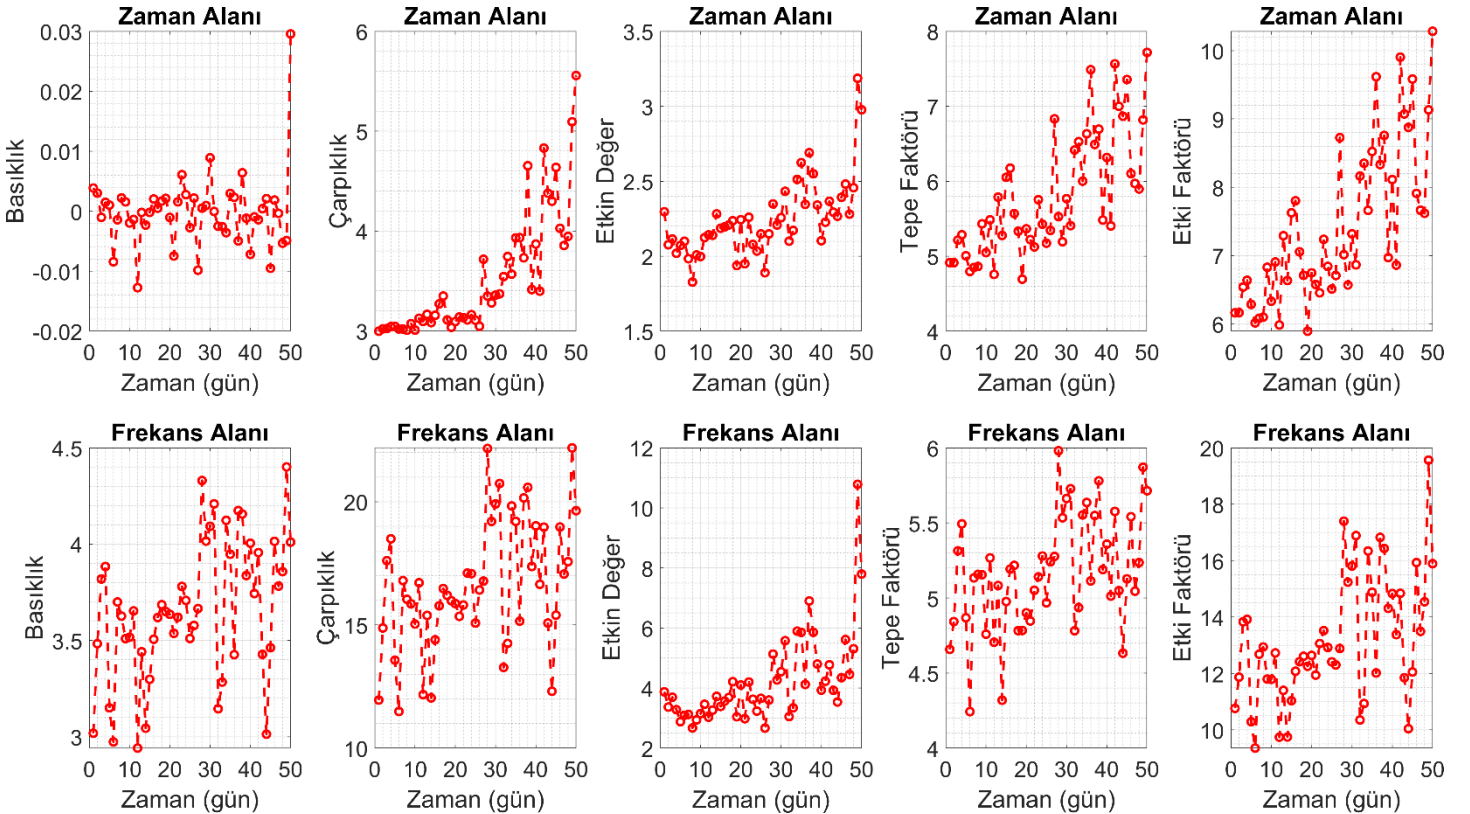 Zaman Alanı
Basıklık
0.03
0.02
0.01
0
-0.01
-0.02
0 10 20 30 40 50
Zaman (gün)
Zaman Alanı
Çarpıklık
6
5
4
3
0 10 20 30 40 50
Zaman (gün)
Zaman Alanı
Etkin Değer
3.5
3
2.5
2
1.5
0 10 20 30 40 50
Zaman (gün)
Zaman Alanı
Tepe Faktörü
8
7
6
5
4
0 10 20 30 40 50
Zaman (gün)
Zaman Alanı
Etki Faktörü
10
9
8
7
6
0 10 20 30 40 50
Zaman (gün)
Frekans Alanı
Basıklık
4.5
4
3.5
3
0 10 20 30 40 50
Zaman (gün)
Frekans Alanı
Çarpıklık
20
15
10
0 10 20 30 40 50
Zaman (gün)
Frekans Alanı
Etkin Değer
12
10
8
6
4
2
0 10 20 30 40 50
Zaman (gün)
Frekans Alanı
Tepe Faktörü
6
5.5
5
4.5
4
0 10 20 30 40 50
Zaman (gün)
Frekans Alanı
Etki Faktörü
20
18
16
14
12
10
0 10 20 30 40 50
Zaman (gün)